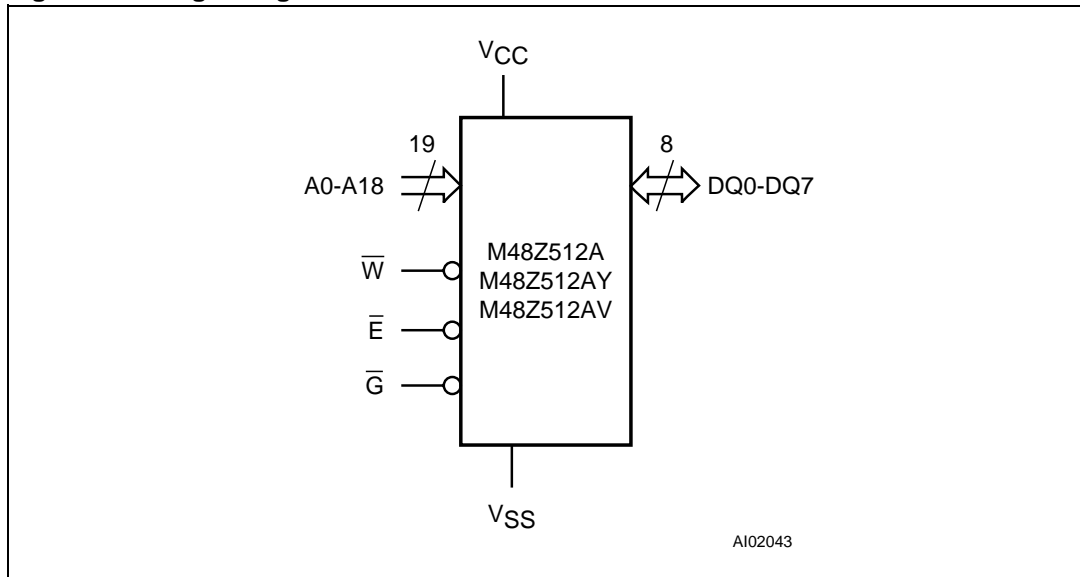 VCC
19
8
A0-A18
DQ0-DQ7
M48Z512A
M48Z512AY
M48Z512AV
W̅
E̅
G̅
VSS
AI02043